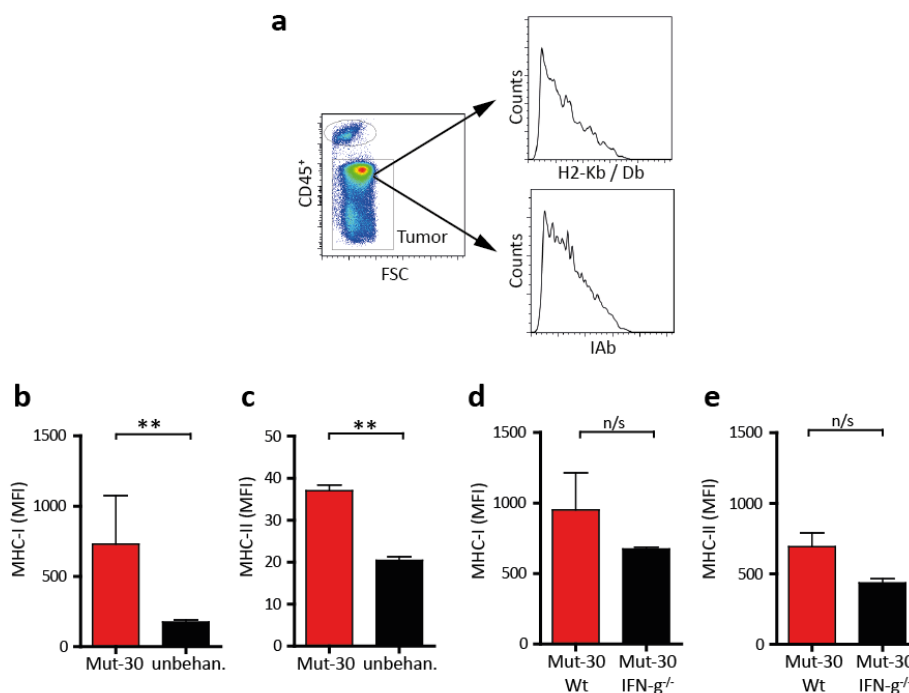 a
Counts
H2-Kb / Db
CD45⁺
Tumor
FSC
Counts
IAb
b
**
1500
1000
500
0
MHC-I (MFI)
Mut-30 unbehan.
c
**
50
40
30
20
10
0
MHC-II (MFI)
Mut-30 unbehan.
d
n/s
1500
1000
500
0
MHC-I (MFI)
Mut-30 Mut-30
Wt IFN-g⁻/⁻
e
n/s
1500
1000
500
0
MHC-II (MFI)
Mut-30 Mut-30
Wt IFN-g⁻/⁻